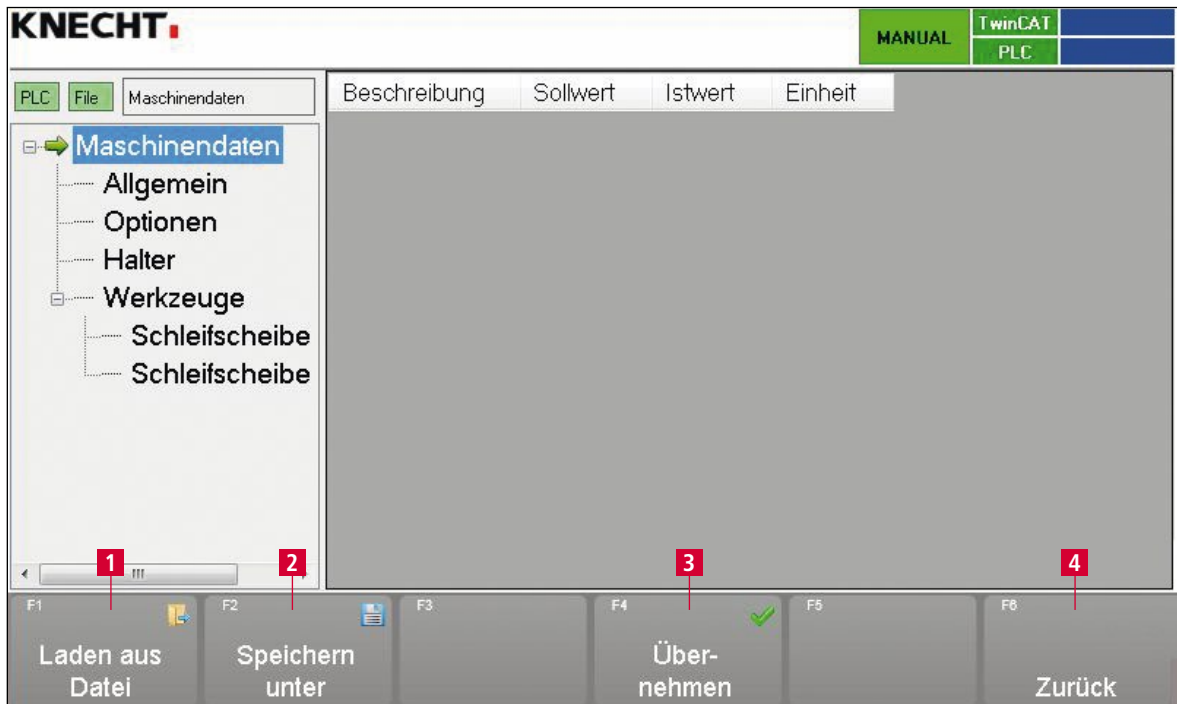 KNECHT
MANUAL
TwinCAT
PLC
PLC File Maschinendaten
Beschreibung Sollwert Istwert Einheit
Maschinendaten
Allgemein
Optionen
Halter
Werkzeuge
Schleifscheibe
Schleifscheibe
1 2 3 4
F1 F2 F3 F4 F5 F6
Laden aus
Datei
Speichern
unter
Über-
nehmen
Zurück